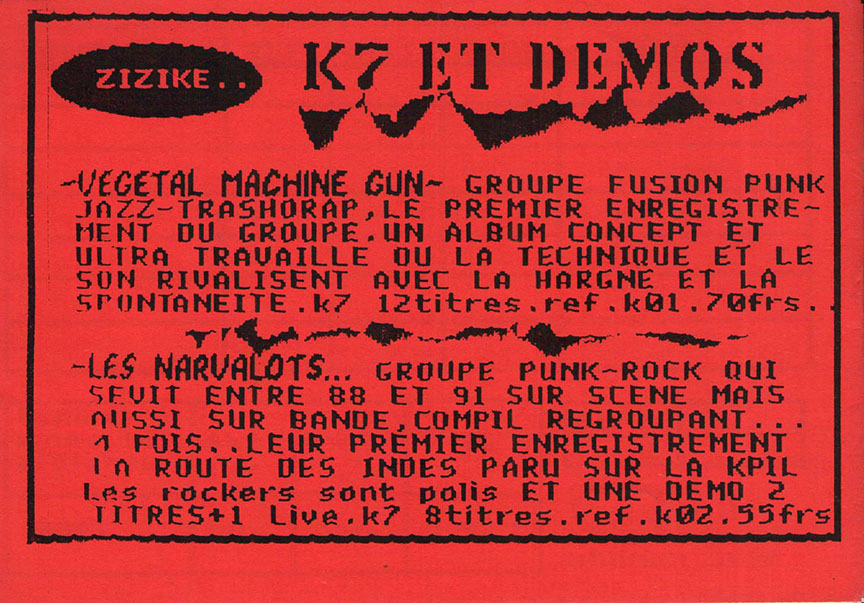 ZIZIKE..
K7 ET DEMOS
~VEGETAL MACHINE GUN~ GROUPE FUSION PUNK
JAZZ-TRASHORAP,LE PREMIER ENREGISTRE-
MENT DU GROUPE.UN ALBUM CONCEPT ET
ULTRA TRAVAILLE OU LA TECHNIQUE ET LE
SON RIVALISENT AVEC LA HARGNE ET LA
SPONTANEITE.k7 12titres.ref.k01.70frs..
~LES NARVALOTS... GROUPE PUNK~ROCK QUI
SEVIT ENTRE 88 ET 91 SUR SCENE MAIS
AUSSI SUR BANDE,COMPIL REGROUPANT...
FOIS..LEUR PREMIER ENREGISTREMENT
LA ROUTE DES INDES PARU SUR LA KPIL
Les rockers sont polis ET UNE DEMO 2
TITRES+1 Live.k7 8titres.ref.k02.55frs